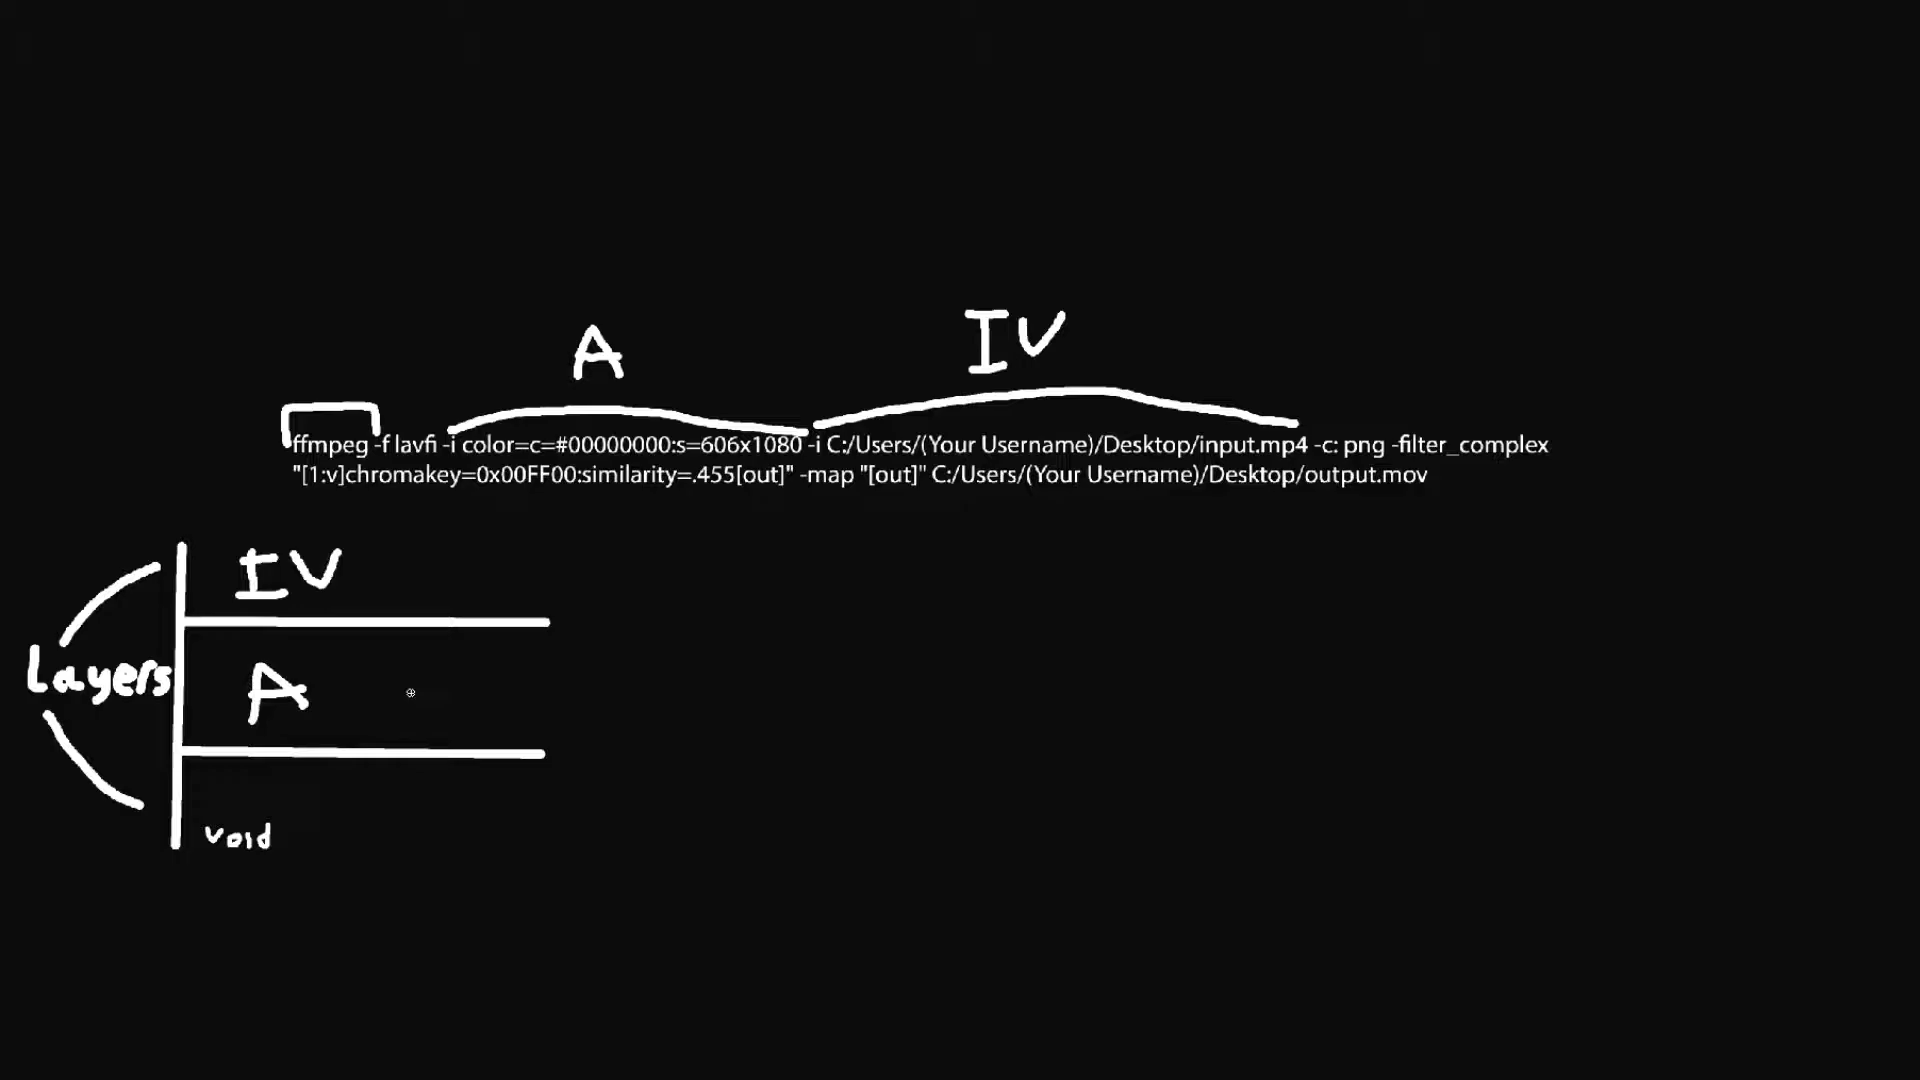 A
IV
ffmpeg -f lavfi -i color=c=#00000000:s=606x1080 -i C:/Users/(Your Username)/Desktop/input.mp4 -c: png -filter_complex
"[1:v]chromakey=0x00FF00:similarity=.455[out]" -map "[out]" C:/Users/(Your Username)/Desktop/output.mov
IV
Layers
A
void